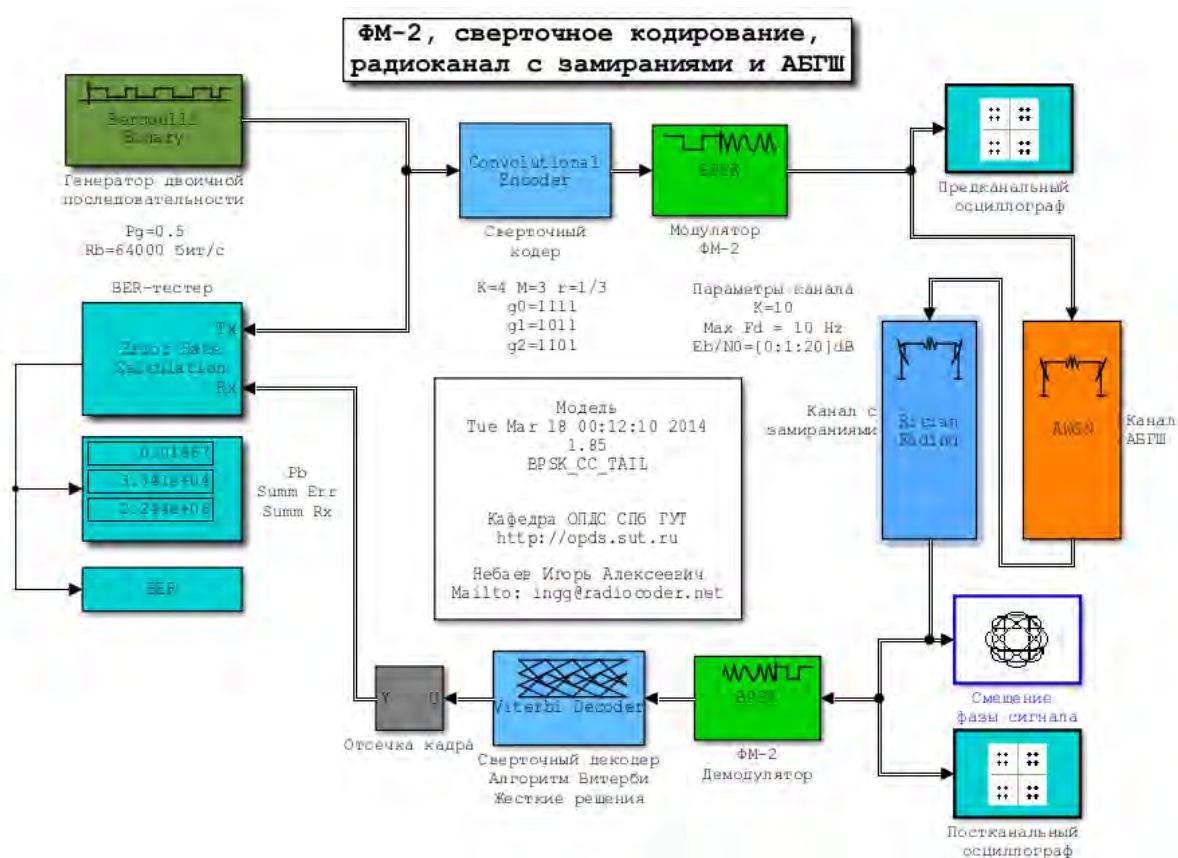 ФМ-2, сверточное кодирование,
радиоканал с замираниями и АБГШ
Bernoulli
Binary
Генератор двоичной
последовательности
Pg=0.5
Rb=64000 бит/с
Convolutional
Encoder
Сверточный
кодер
K=4 M=3 r=1/3
g0=1111
g1=1011
g2=1101
BPSK
Модулятор
ФМ-2
Параметры канала
K=10
Max Fd = 10 Hz
Eb/N0=[0:1:20]dB
Предканальный
осциллограф
BER-тестер
Tx
Error Rate
Calculation
Rx
Pb
Summ Err
Summ Rx
BER
Модель
Tue Mar 18 00:12:10 2014
1.85
BPSK_CC_TAIL
Кафедра ОПДС СПб ГУТ
http://opds.sut.ru
Небаев Игорь Алексеевич
Mailto: ingg@radiocoder.net
Канал с
замираниями
Rician
Fading
AWGN
Канал
АБГШ
Смещение
фазы сигнала
Y U
Отсечка кадра
Viterbi Decoder
Сверточный декодер
Алгоритм Витерби
Жесткие решения
BPSK
ФМ-2
Демодулятор
Постканальный
осциллограф